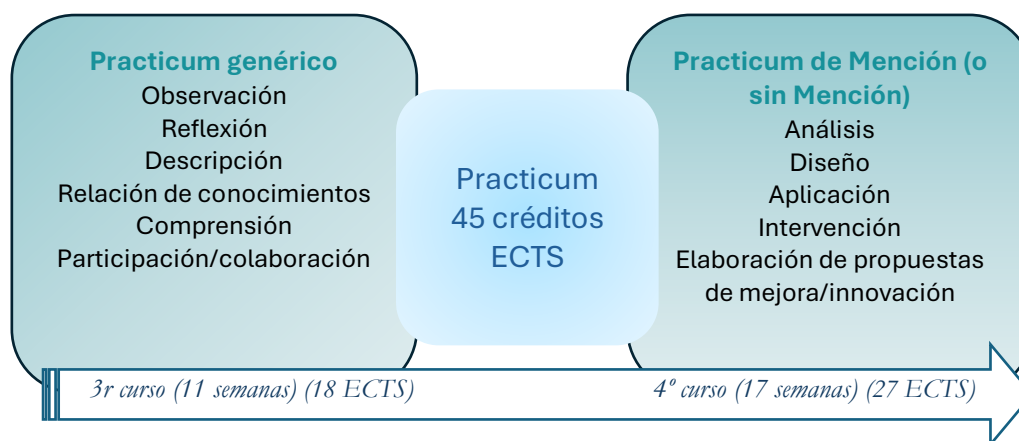 Practicum genérico
Observación
Reflexión
Descripción
Relación de conocimientos
Comprensión
Participación/colaboración
Practicum
45 créditos
ECTS
Practicum de Mención (o
sin Mención)
Análisis
Diseño
Aplicación
Intervención
Elaboración de propuestas
de mejora/innovación
3r curso (11 semanas) (18 ECTS)
4º curso (17 semanas) (27 ECTS)